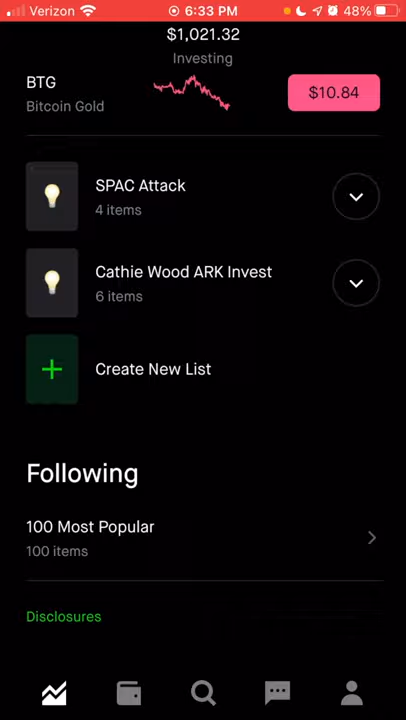 Verizon 6:33 PM 48%
$1,021.32
Investing
BTG
Bitcoin Gold
$10.84
SPAC Attack
4 items
Cathie Wood ARK Invest
6 items
Create New List
Following
100 Most Popular
100 items
Disclosures